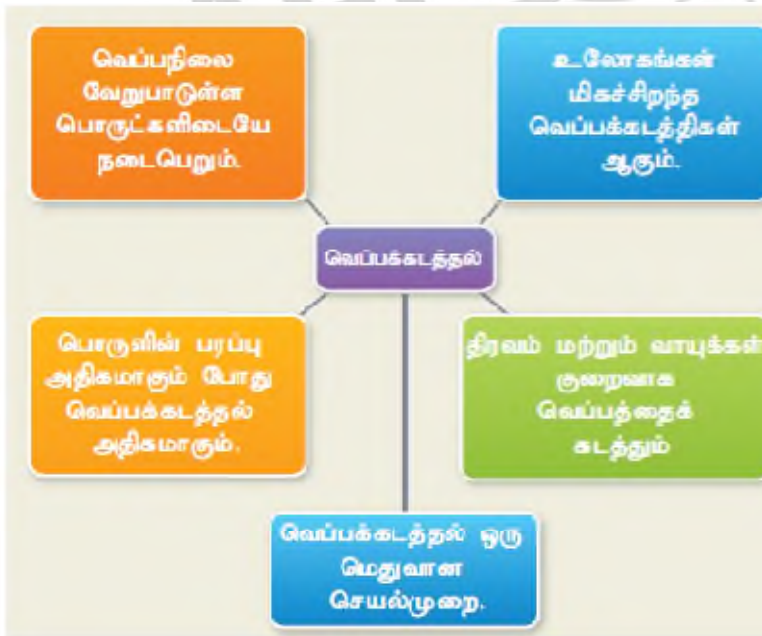 வெப்பநிலை
வேறுபாடுள்ள
பொருட்களிடையே
நடைபெறும்.
உலோகங்கள்
மிகச்சிறந்த
வெப்பக்கடத்திகள்
ஆகும்.
வெப்பக்கடத்தல்
பொருளின் பரப்பு
அதிகமாகும் போது
வெப்பக்கடத்தல்
அதிகமாகும்.
திரவம் மற்றும் வாயுக்கள்
குறைவாக
வெப்பத்தைக்
கடத்தும்
வெப்பக்கடத்தல் ஒரு
மெதுவான
செயல்முறை.